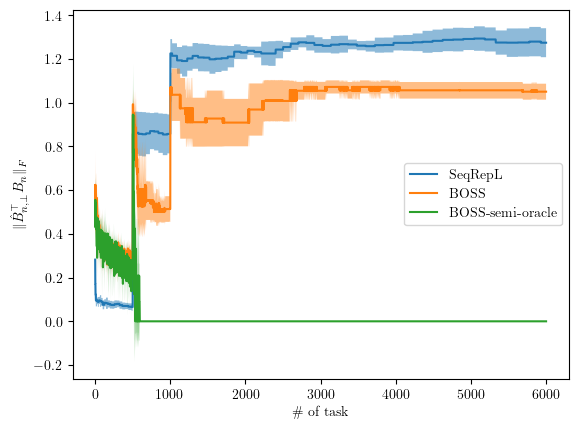 1.4
1.2
1.0
0.8
0.6
0.4
0.2
0.0
−0.2
∥B̂⊤n,⊥Bn∥F
SeqRepL
BOSS
BOSS-semi-oracle
0 1000 2000 3000 4000 5000 6000
# of task